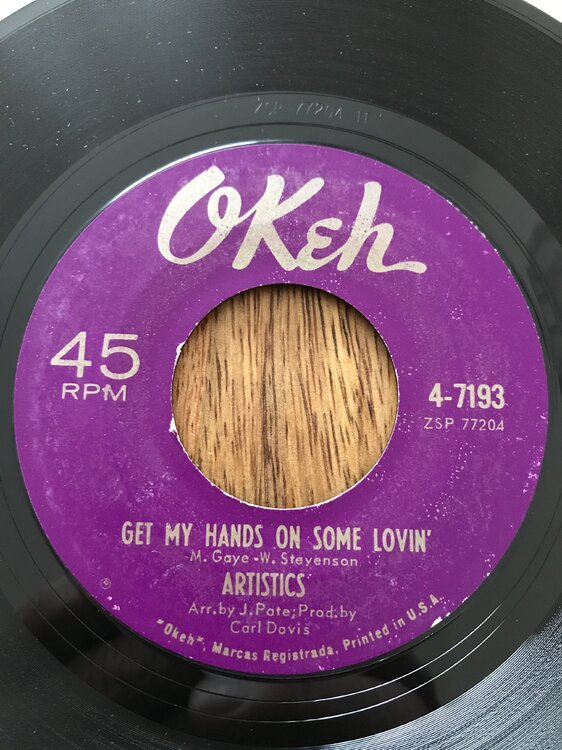 ZSP 77204
OKeh
45
RPM
4-7193
ZSP 77204
GET MY HANDS ON SOME LOVIN'
M. Gaye-W. Stevenson
ARTISTICS
Arr. by J. Pate; Prod. by
Carl Davis
"Okeh", Marcas Registrada, Printed in U.S.A.